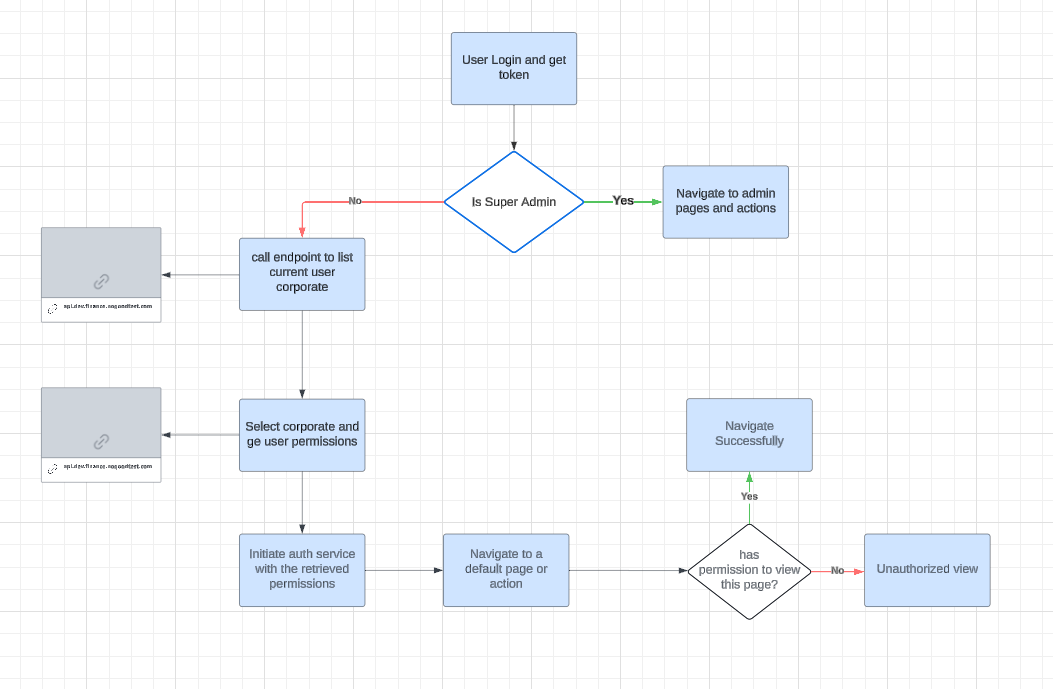 User Login and get
token
Is Super Admin
Yes
Navigate to admin
pages and actions
No
call endpoint to list
current user
corporate
Select corporate and
ge user permissions
Navigate
Successfully
Yes
Initiate auth service
with the retrieved
permissions
Navigate to a
default page or
action
has
permission to view
this page?
No
Unauthorized view